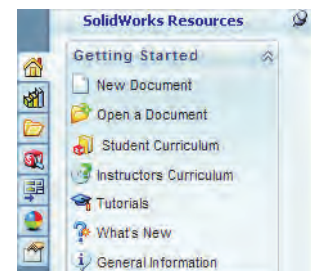 SolidWorks Resources
Getting Started
New Document
Open a Document
Student Curriculum
Instructors Curriculum
Tutorials
What's New
General Information